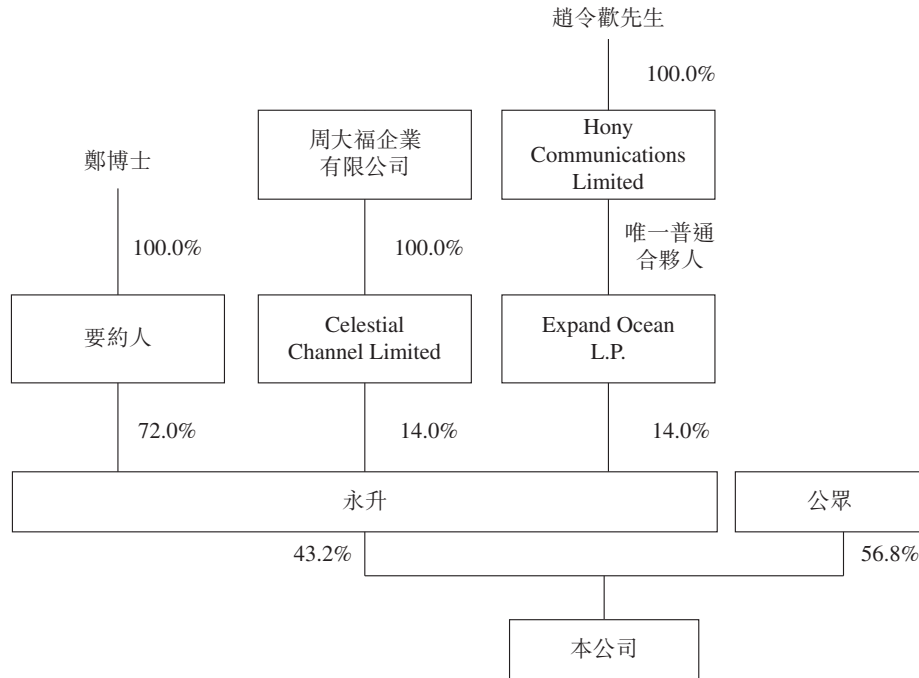 趙令歡先生
100.0%
鄭博士
周大福企業
有限公司
Hony
Communications
Limited
100.0%
100.0%
唯一普通
合夥人
要約人
Celestial
Channel Limited
Expand Ocean
L.P.
72.0%
14.0%
14.0%
永升
公眾
43.2%
56.8%
本公司